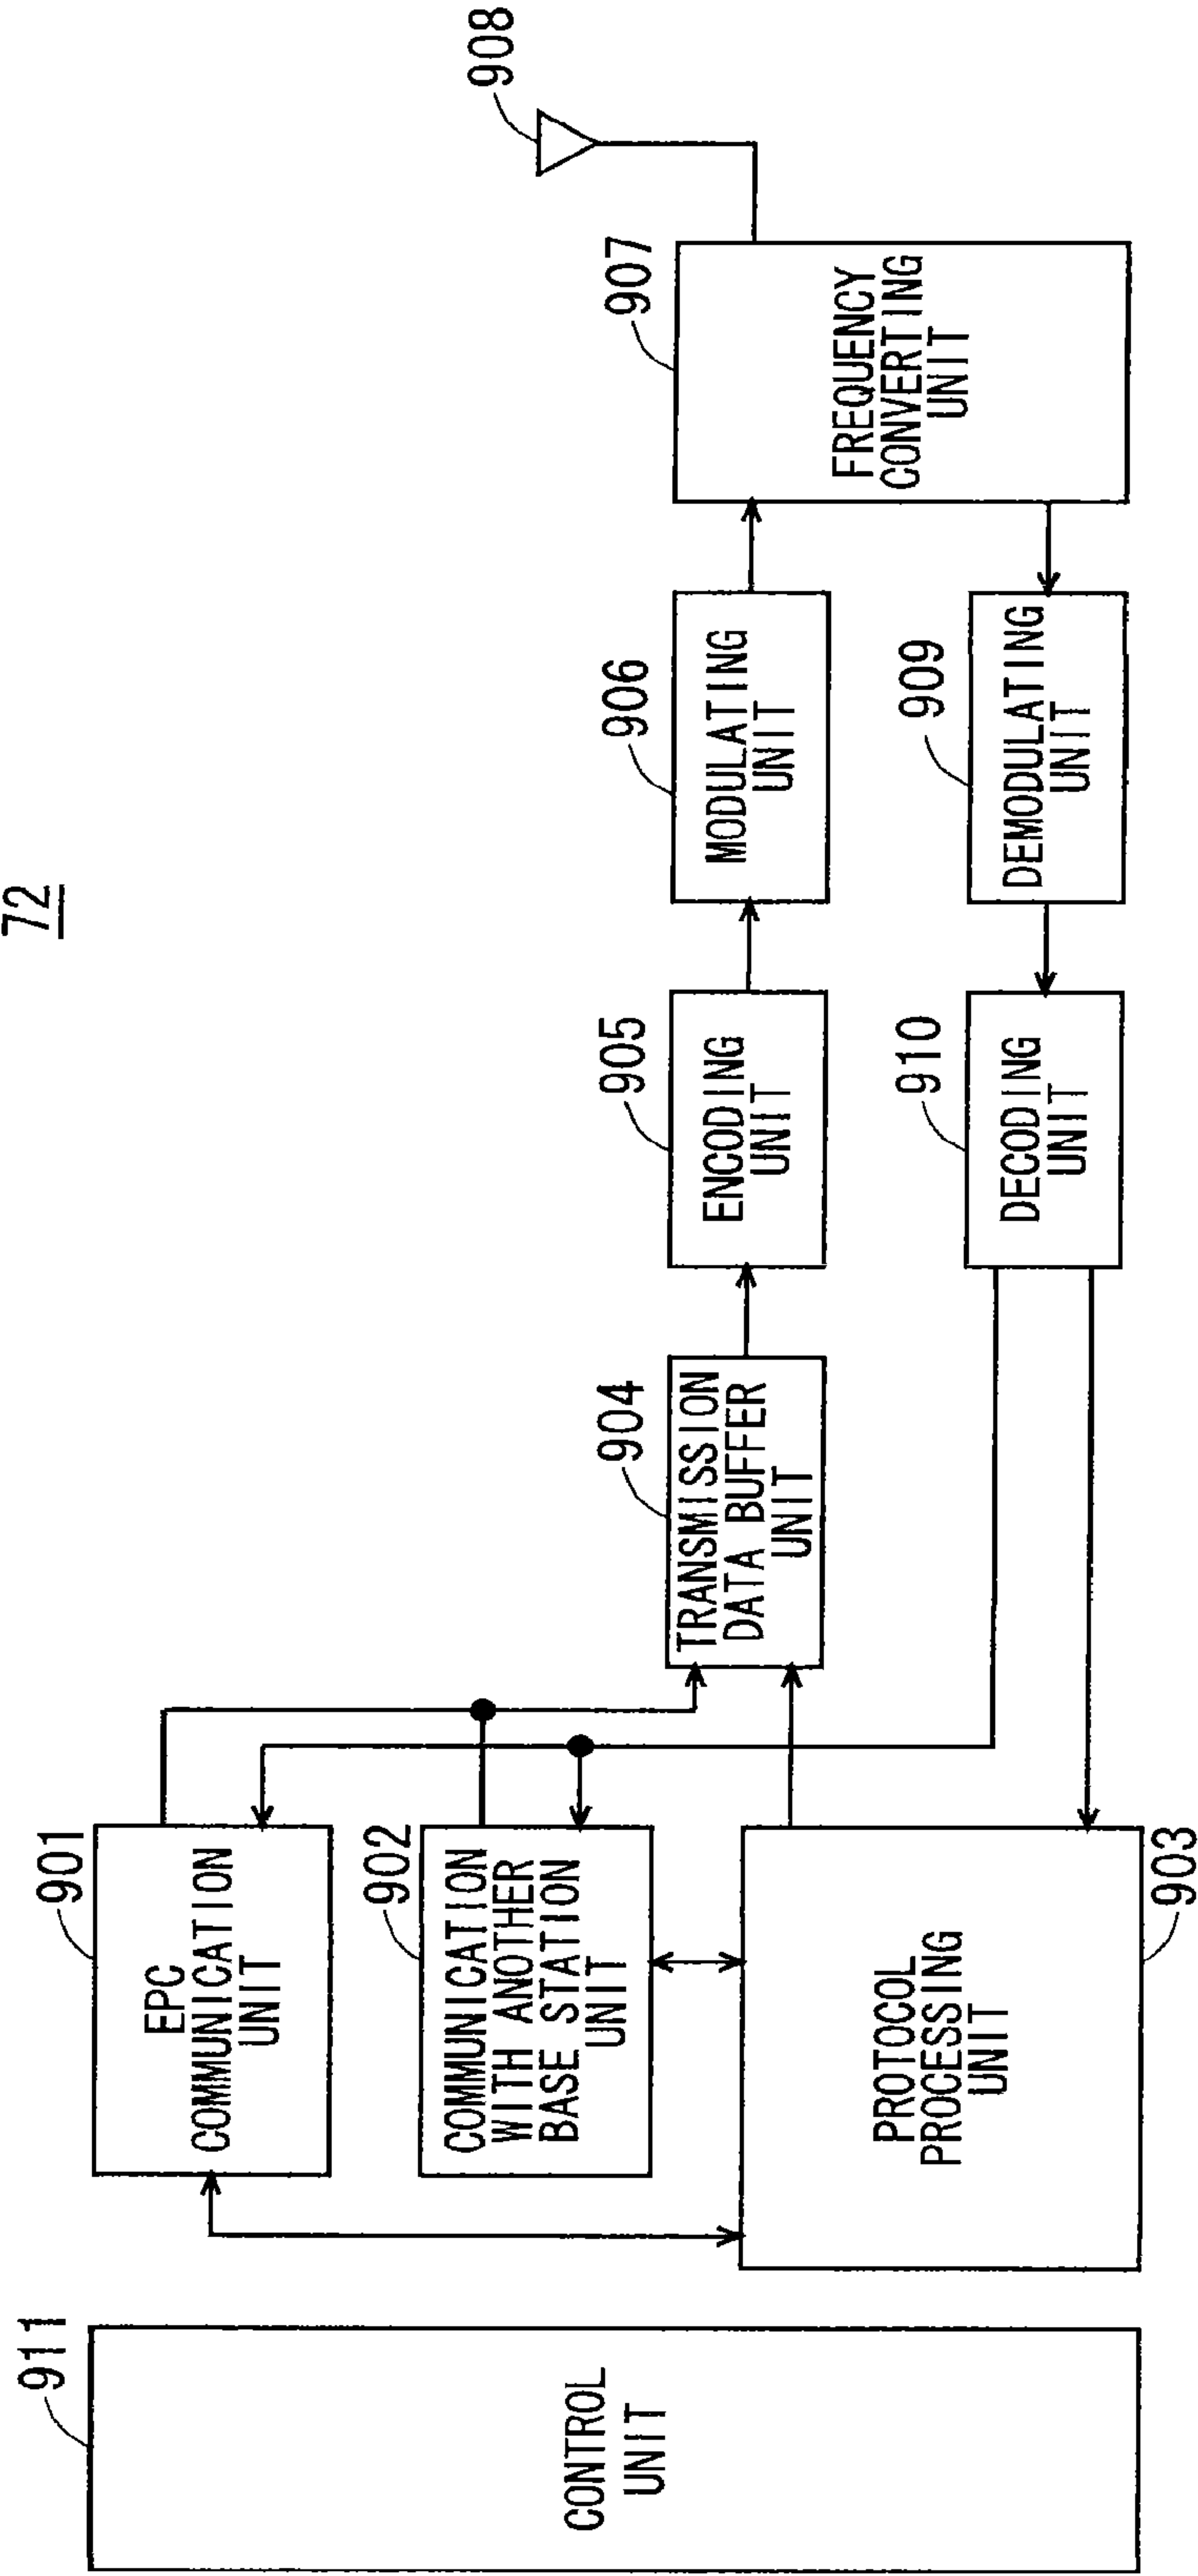 72
911
CONTROL
UNIT
901
EPC
COMMUNICATION
UNIT
902
COMMUNICATION
WITH ANOTHER
BASE STATION
UNIT
903
PROTOCOL
PROCESSING
UNIT
904
TRANSMISSION
DATA BUFFER
UNIT
905
ENCODING
UNIT
906
MODULATING
UNIT
907
FREQUENCY
CONVERTING
UNIT
908
909
DEMODULATING
UNIT
910
DECODING
UNIT